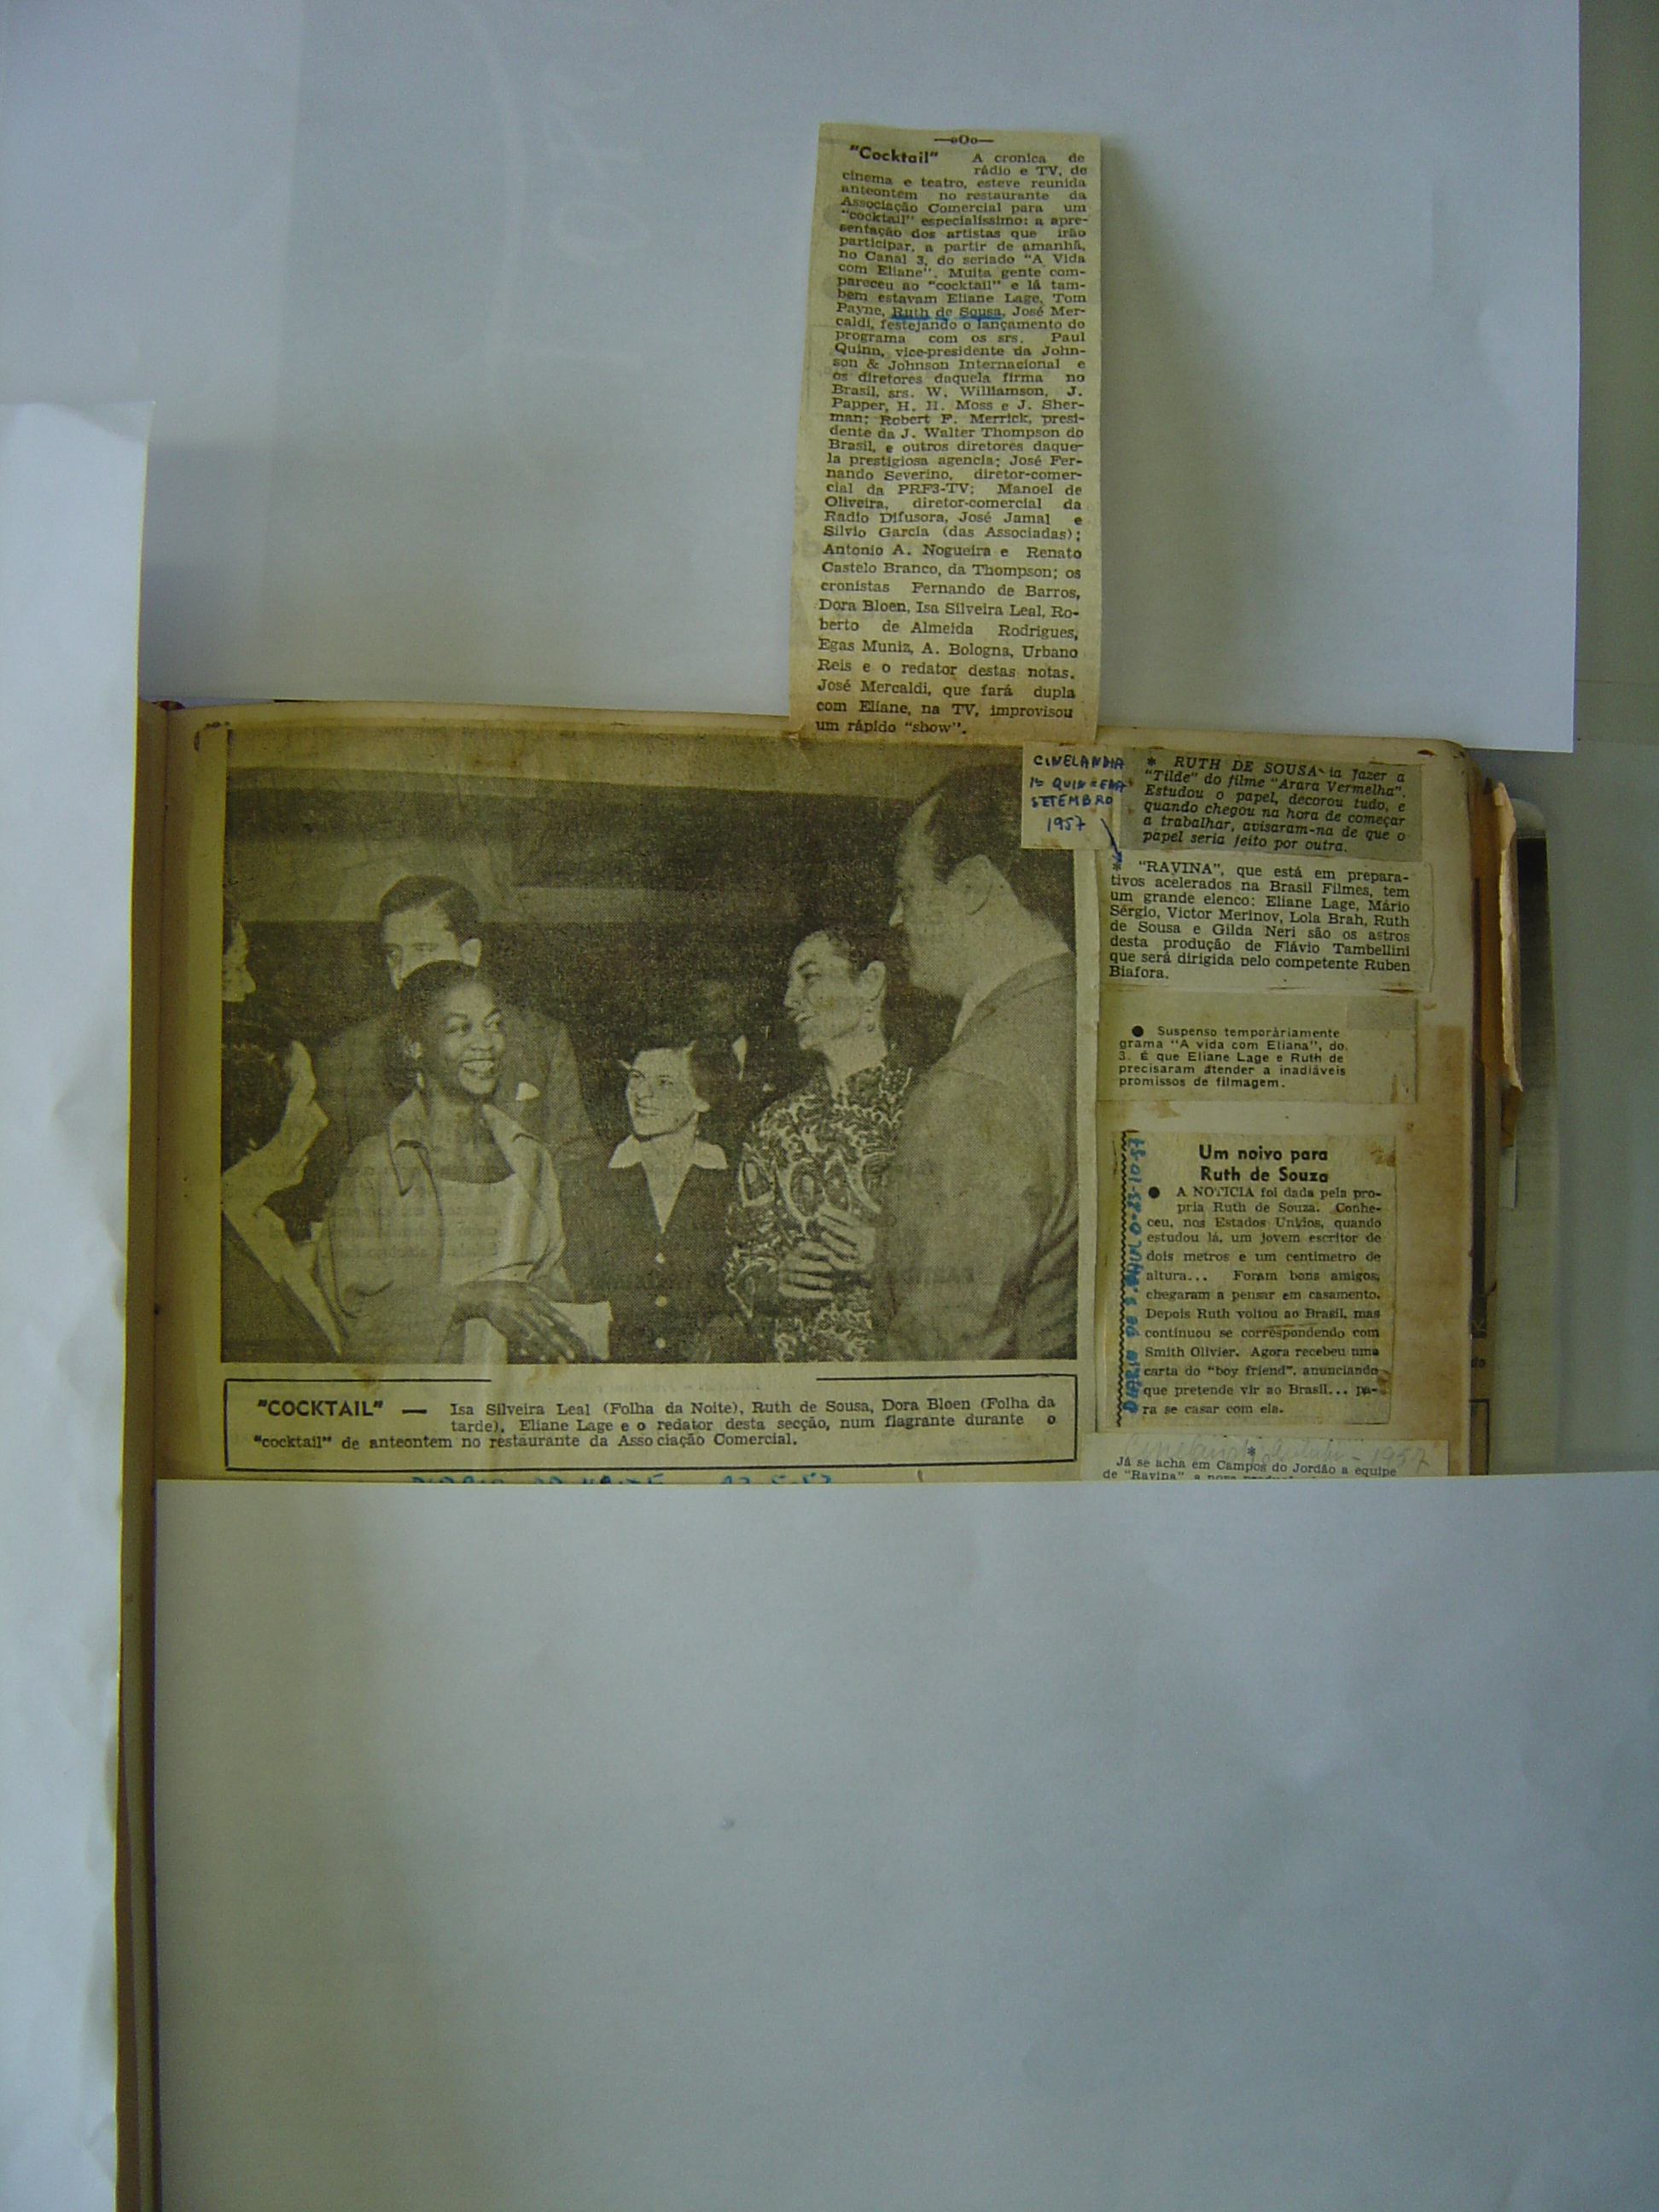 —oOo—
"Cocktail" A cronica de
rádio e TV, de
cinema e teatro, esteve reunida
anteontem no restaurante da
Associação Comercial para um
"cocktail" especialissimo: a apre-
sentação dos artistas que irão
participar, a partir de amanhã,
no Canal 3, do seriado "A Vida
com Eliane". Muita gente com-
pareceu ao "cocktail" e lá tam-
bem estavam Eliane Lage, Tom
Payne, Ruth de Sousa, José Mer-
caldi, festejando o lançamento do
programa com os srs. Paul
Quinn, vice-presidente da John-
son & Johnson Internacional e
os diretores daquela firma no
Brasil, srs. W. Williamson, J.
Papper, H. H. Moss e J. Sher-
man; Robert F. Merrick, presi-
dente da J. Walter Thompson do
Brasil, e outros diretores daque-
la prestigiosa agencia; José Fer-
nando Severino, diretor-comer-
cial da PRF3-TV; Manoel de
Oliveira, diretor-comercial da
Radio Difusora, José Jamal e
Silvio Garcia (das Associadas);
Antonio A. Nogueira e Renato
Castelo Branco, da Thompson; os
cronistas Fernando de Barros,
Dora Bloen, Isa Silveira Leal, Ro-
berto de Almeida Rodrigues,
Egas Muniz, A. Bologna, Urbano
Reis e o redator destas notas.
José Mercaldi, que fará dupla
com Eliane, na TV, improvisou
um rápido "show".
"COCKTAIL" — Isa Silveira Leal (Folha da Noite), Ruth de Sousa, Dora Bloen (Folha da
tarde), Eliane Lage e o redator desta secção, num flagrante durante o
"cocktail" de anteontem no restaurante da Associação Comercial.
CINELANDIA
1ª QUINZENA
SETEMBRO
1957
* RUTH DE SOUSA ia fazer a
"Tilde" do filme "Arara Vermelha".
Estudou o papel, decorou tudo, e
quando chegou na hora de começar
a trabalhar, avisaram-na de que o
papel seria feito por outra.
* "RAVINA", que está em prepara-
tivos acelerados na Brasil Filmes, tem
um grande elenco: Eliane Lage, Mário
Sérgio, Victor Merinov, Lola Brah, Ruth
de Sousa e Gilda Neri são os astros
desta produção de Flávio Tambellini
que será dirigida pelo competente Ruben
Biafora.
● Suspenso temporàriamente
grama "A vida com Eliana", do
3. É que Eliane Lage e Ruth de
precisaram atender a inadiáveis
promissos de filmagem.
Um noivo para
Ruth de Souza
● A NOTICIA foi dada pela pro-
pria Ruth de Souza. Conhe-
ceu, nos Estados Unidos, quando
estudou lá, um jovem escritor de
dois metros e um centimetro de
altura... Foram bons amigos,
chegaram a pensar em casamento.
Depois Ruth voltou ao Brasil, mas
continuou se correspondendo com
Smith Olivier. Agora recebeu uma
carta do "boy friend", anunciando
que pretende vir ao Brasil... pa-
ra se casar com ela.
1957
*
Já se acha em Campos do Jordão a equipe
de "Ravina"